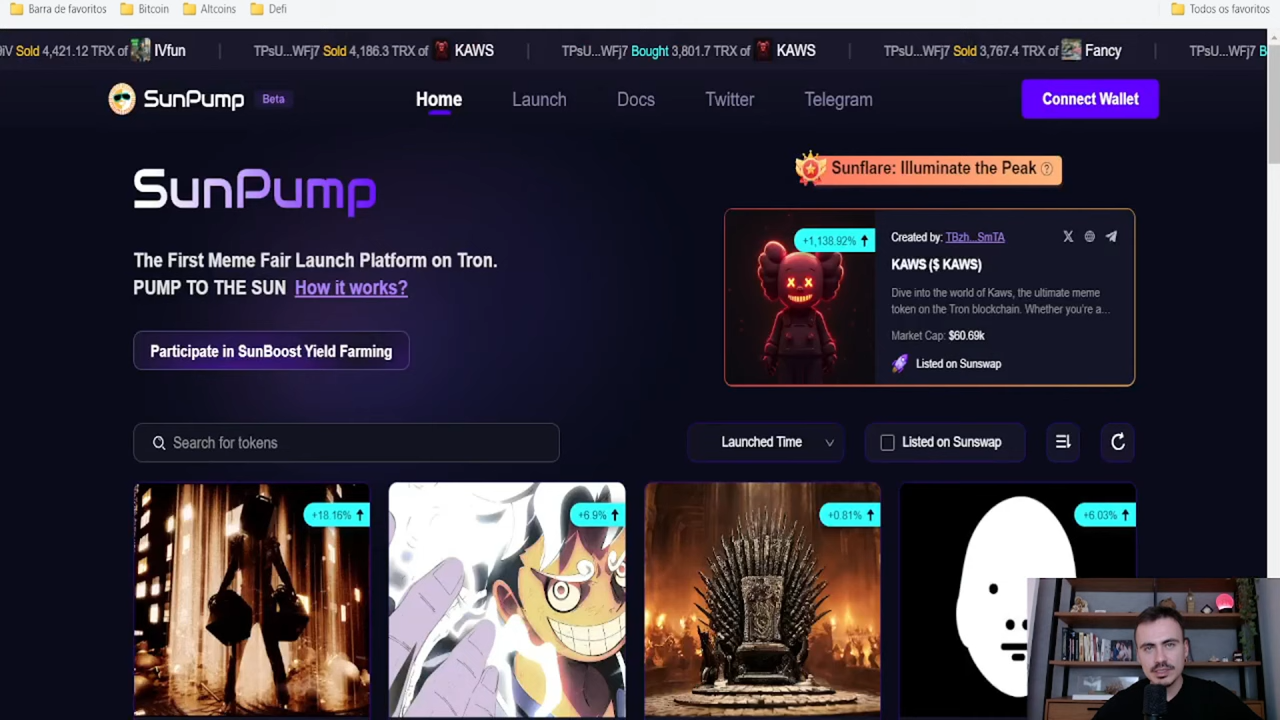 Barra de favoritos Bitcoin Altcoins Defi Todos os favoritos
Sold 4,421.12 TRX of IVfun TPsU...WFj7 Sold 4,186.3 TRX of KAWS TPsU...WFj7 Bought 3,801.7 TRX of KAWS TPsU...WFj7 Sold 3,767.4 TRX of Fancy TPsU...WFj7
SunPump Beta Home Launch Docs Twitter Telegram Connect Wallet
Sunflare: Illuminate the Peak
SunPump
The First Meme Fair Launch Platform on Tron.
PUMP TO THE SUN How it works?
Participate in SunBoost Yield Farming
+1,138.92%
Created by: TBzh...SmTA
KAWS ($ KAWS)
Dive into the world of Kaws, the ultimate meme
token on the Tron blockchain. Whether you're a...
Market Cap: $60.69k
Listed on Sunswap
Search for tokens Launched Time Listed on Sunswap
+18.16% +6.9% +0.81% +6.03%